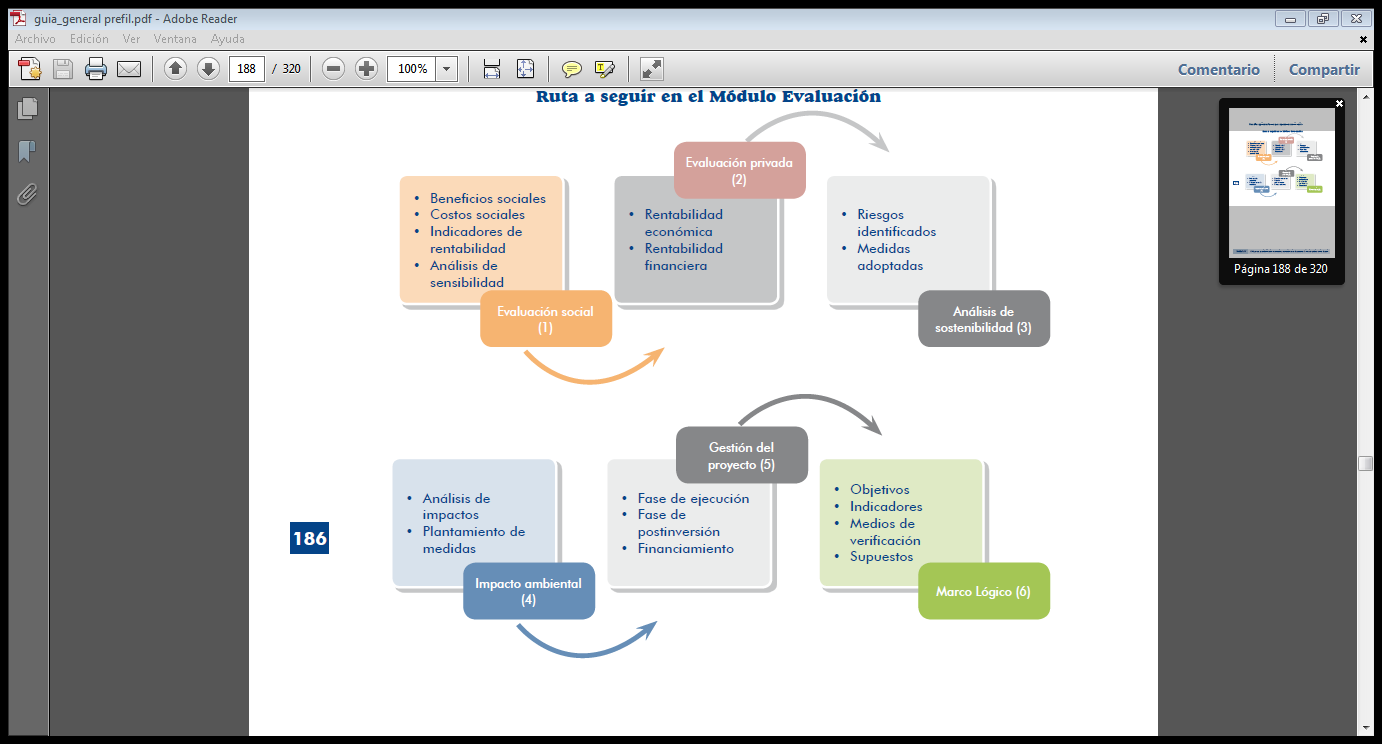 guia_general prefil.pdf - Adobe Reader
Archivo Edición Ver Ventana Ayuda
188 / 320
100%
Comentario
Compartir
Ruta a seguir en el Módulo Evaluación
• Beneficios sociales
• Costos sociales
• Indicadores de
rentabilidad
• Análisis de
sensibilidad
Evaluación social
(1)
Evaluación privada
(2)
• Rentabilidad
económica
• Rentabilidad
financiera
• Riesgos
identificados
• Medidas
adoptadas
Análisis de
sostenibilidad (3)
• Análisis de
impactos
• Plantamiento de
medidas
Impacto ambiental
(4)
Gestión del
proyecto (5)
• Fase de ejecución
• Fase de
postinversión
• Financiamiento
• Objetivos
• Indicadores
• Medios de
verificación
• Supuestos
Marco Lógico (6)
186
Página 188 de 320